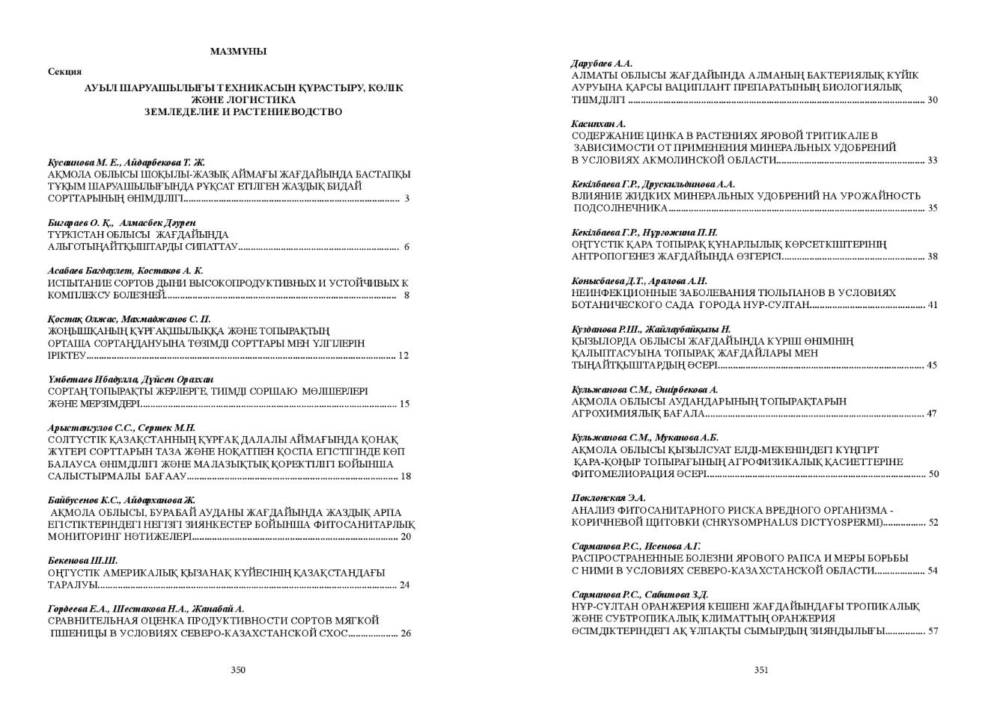 МАЗМҰНЫ
Секция
АУЫЛ ШАРУАШЫЛЫҒЫ ТЕХНИКАСЫН ҚҰРАСТЫРУ, КӨЛІК
ЖӘНЕ ЛОГИСТИКА
ЗЕМЛЕДЕЛИЕ И РАСТЕНИЕВОДСТВО
Кусаинова М. Е., Айдарбекова Т. Ж.
АҚМОЛА ОБЛЫСЫ ШОҚЫЛЫ-ЖАЗЫҚ АЙМАҒЫ ЖАҒДАЙЫНДА БАСТАПҚЫ
ТҰҚЫМ ШАРУАШЫЛЫҒЫНДА РҰҚСАТ ЕТІЛГЕН ЖАЗДЫҚ БИДАЙ
СОРТТАРЫНЫҢ ӨНІМДІЛІГІ.................................................................................... 3
Бигараев О. Қ., Алмасбек Дәурен
ТҮРКІСТАН ОБЛЫСЫ ЖАҒДАЙЫНДА
АЛЬГОТЫҢАЙТҚЫШТАРДЫ СИПАТТАУ............................................................... 6
Асабаев Багдаулет, Костаков А. К.
ИСПЫТАНИЕ СОРТОВ ДЫНИ ВЫСОКОПРОДУКТИВНЫХ И УСТОЙЧИВЫХ К
КОМПЛЕКСУ БОЛЕЗНЕЙ.......................................................................................... 8
Қостақ Олжас, Махмаджанов С. П.
ЖОҢЫШҚАНЫҢ ҚҰРҒАҚШЫЛЫҚҚА ЖӘНЕ ТОПЫРАҚТЫҢ
ОРТАША СОРТАҢДАНУЫНА ТӨЗІМДІ СОРТТАРЫ МЕН ҮЛГІЛЕРІН
ІРІКТЕУ......................................................................................................................... 12
Үмбетаев Ибадулла, Дүйсен Оразхан
СОРТАҢ ТОПЫРАҚТЫ ЖЕРЛЕРГЕ, ТИІМДІ СОРШАЮ МӨЛШЕРЛЕРІ
ЖӘНЕ МЕРЗІМДЕРІ.................................................................................................... 15
Арыстангулов С.С., Сертек М.Н.
СОЛТҮСТІК ҚАЗАҚСТАННЫҢ ҚҰРҒАҚ ДАЛАЛЫ АЙМАҒЫНДА ҚОНАҚ
ЖҮГЕРІ СОРТТАРЫН ТАЗА ЖӘНЕ НОҚАТПЕН ҚОСПА ЕГІСТІГІНДЕ КӨП
БАЛАУСА ӨНІМДІЛІГІ ЖӘНЕ МАЛАЗЫҚТЫҚ ҚОРЕКТІЛІГІ БОЙЫНША
САЛЫСТЫРМАЛЫ БАҒААУ.................................................................................. 18
Байбусенов К.С., Айдарханова Ж.
АҚМОЛА ОБЛЫСЫ, БУРАБАЙ АУДАНЫ ЖАҒДАЙЫНДА ЖАЗДЫҚ АРПА
ЕГІСТІКТЕРІНДЕГІ НЕГІЗГІ ЗИЯНКЕСТЕР БОЙЫНША ФИТОСАНИТАРЛЫҚ
МОНИТОРИНГ НӘТИЖЕЛЕРІ................................................................................ 20
Бекенова Ш.Ш.
ОҢТҮСТІК АМЕРИКАЛЫҚ ҚЫЗАНАҚ КҮЙЕСІНІҢ ҚАЗАҚСТАНДАҒЫ
ТАРАЛУЫ..................................................................................................................... 24
Гордеева Е.А., Шестакова Н.А., Жанабай А.
СРАВНИТЕЛЬНАЯ ОЦЕНКА ПРОДУКТИВНОСТИ СОРТОВ МЯГКОЙ
ПШЕНИЦЫ В УСЛОВИЯХ СЕВЕРО-КАЗАХСТАНСКОЙ СХОС.................... 26
350
Дарубаев А.А.
АЛМАТЫ ОБЛЫСЫ ЖАҒДАЙЫНДА АЛМАНЫҢ БАКТЕРИЯЛЫҚ КҮЙІК
АУРУЫНА ҚАРСЫ ВАЦИПЛАНТ ПРЕПАРАТЫНЫҢ БИОЛОГИЯЛЫҚ
ТИІМДІЛГІ .................................................................................................................... 30
Касипхан А.
СОДЕРЖАНИЕ ЦИНКА В РАСТЕНИЯХ ЯРОВОЙ ТРИТИКАЛЕ В
ЗАВИСИМОСТИ ОТ ПРИМЕНЕНИЯ МИНЕРАЛЬНЫХ УДОБРЕНИЙ
В УСЛОВИЯХ АКМОЛИНСКОЙ ОБЛАСТИ.......................................................... 33
Кекілбаева Г.Р., Друскильдинова А.А.
ВЛИЯНИЕ ЖИДКИХ МИНЕРАЛЬНЫХ УДОБРЕНИЙ НА УРОЖАЙНОСТЬ
ПОДСОЛНЕЧНИКА.................................................................................................... 35
Кекілбаева Г.Р., Нұргожина П.Н.
ОҢТҮСТІК ҚАРА ТОПЫРАҚ ҚҰНАРЛЫЛЫҚ КӨРСЕТКІШТЕРІНІҢ
АНТРОПОГЕНЕЗ ЖАҒДАЙЫНДА ӨЗГЕРІСІ........................................................ 38
Конысбаева Д.Т., Аралова А.Н.
НЕИНФЕКЦИОННЫЕ ЗАБОЛЕВАНИЯ ТЮЛЬПАНОВ В УСЛОВИЯХ
БОТАНИЧЕСКОГО САДА ГОРОДА НУР-СУЛТАН............................................. 41
Кузданова Р.Ш., Жайлаубайқызы Н.
ҚЫЗЫЛОРДА ОБЛЫСЫ ЖАҒДАЙЫНДА КҮРІШ ӨНІМІНІҢ
ҚАЛЫПТАСУЫНА ТОПЫРАҚ ЖАҒДАЙЛАРЫ МЕН
ТЫҢАЙТҚЫШТАРДЫҢ ӘСЕРІ................................................................................ 45
Кульжанова С.М., Әшірбекова А.
АҚМОЛА ОБЛЫСЫ АУДАНДАРЫНЫҢ ТОПЫРАҚТАРЫН
АГРОХИМИЯЛЫҚ БАҒАЛА..................................................................................... 47
Кульжанова С.М., Муканова А.Б.
АҚМОЛА ОБЛЫСЫ ҚЫЗЫЛСУАТ ЕЛДІ-МЕКЕНІНДЕГІ КҮҢГІРТ
ҚАРА-ҚОҢЫР ТОПЫРАҒЫНЫҢ АГРОФИЗИКАЛЫҚ ҚАСИЕТТЕРІНЕ
ФИТОМЕЛИОРАЦИЯ ӘСЕРІ..................................................................................... 50
Поклонская Э.А.
АНАЛИЗ ФИТОСАНИТАРНОГО РИСКА ВРЕДНОГО ОРГАНИЗМА -
КОРИЧНЕВОЙ ЩИТОВКИ (CHRYSOMPHALUS DICTYOSPERMI)................. 52
Сарманова Р.С., Исенова А.Г.
РАСПРОСТРАНЕННЫЕ БОЛЕЗНИ ЯРОВОГО РАПСА И МЕРЫ БОРЬБЫ
С НИМИ В УСЛОВИЯХ СЕВЕРО-КАЗАХСТАНСКОЙ ОБЛАСТИ.................... 54
Сарманова Р.С., Сабитова З.Д.
НҰР-СҰЛТАН ОРАНЖЕРИЯ КЕШЕНІ ЖАҒДАЙЫНДАҒЫ ТРОПИКАЛЫҚ
ЖӘНЕ СУБТРОПИКАЛЫҚ КЛИМАТТЫҢ ОРАНЖЕРИЯ
ӨСІМДІКТЕРІНДЕГІ АҚ ҰЛПАҚТЫ СЫМЫРДЫҢ ЗИЯНДЫЛЫҒЫ................ 57
351